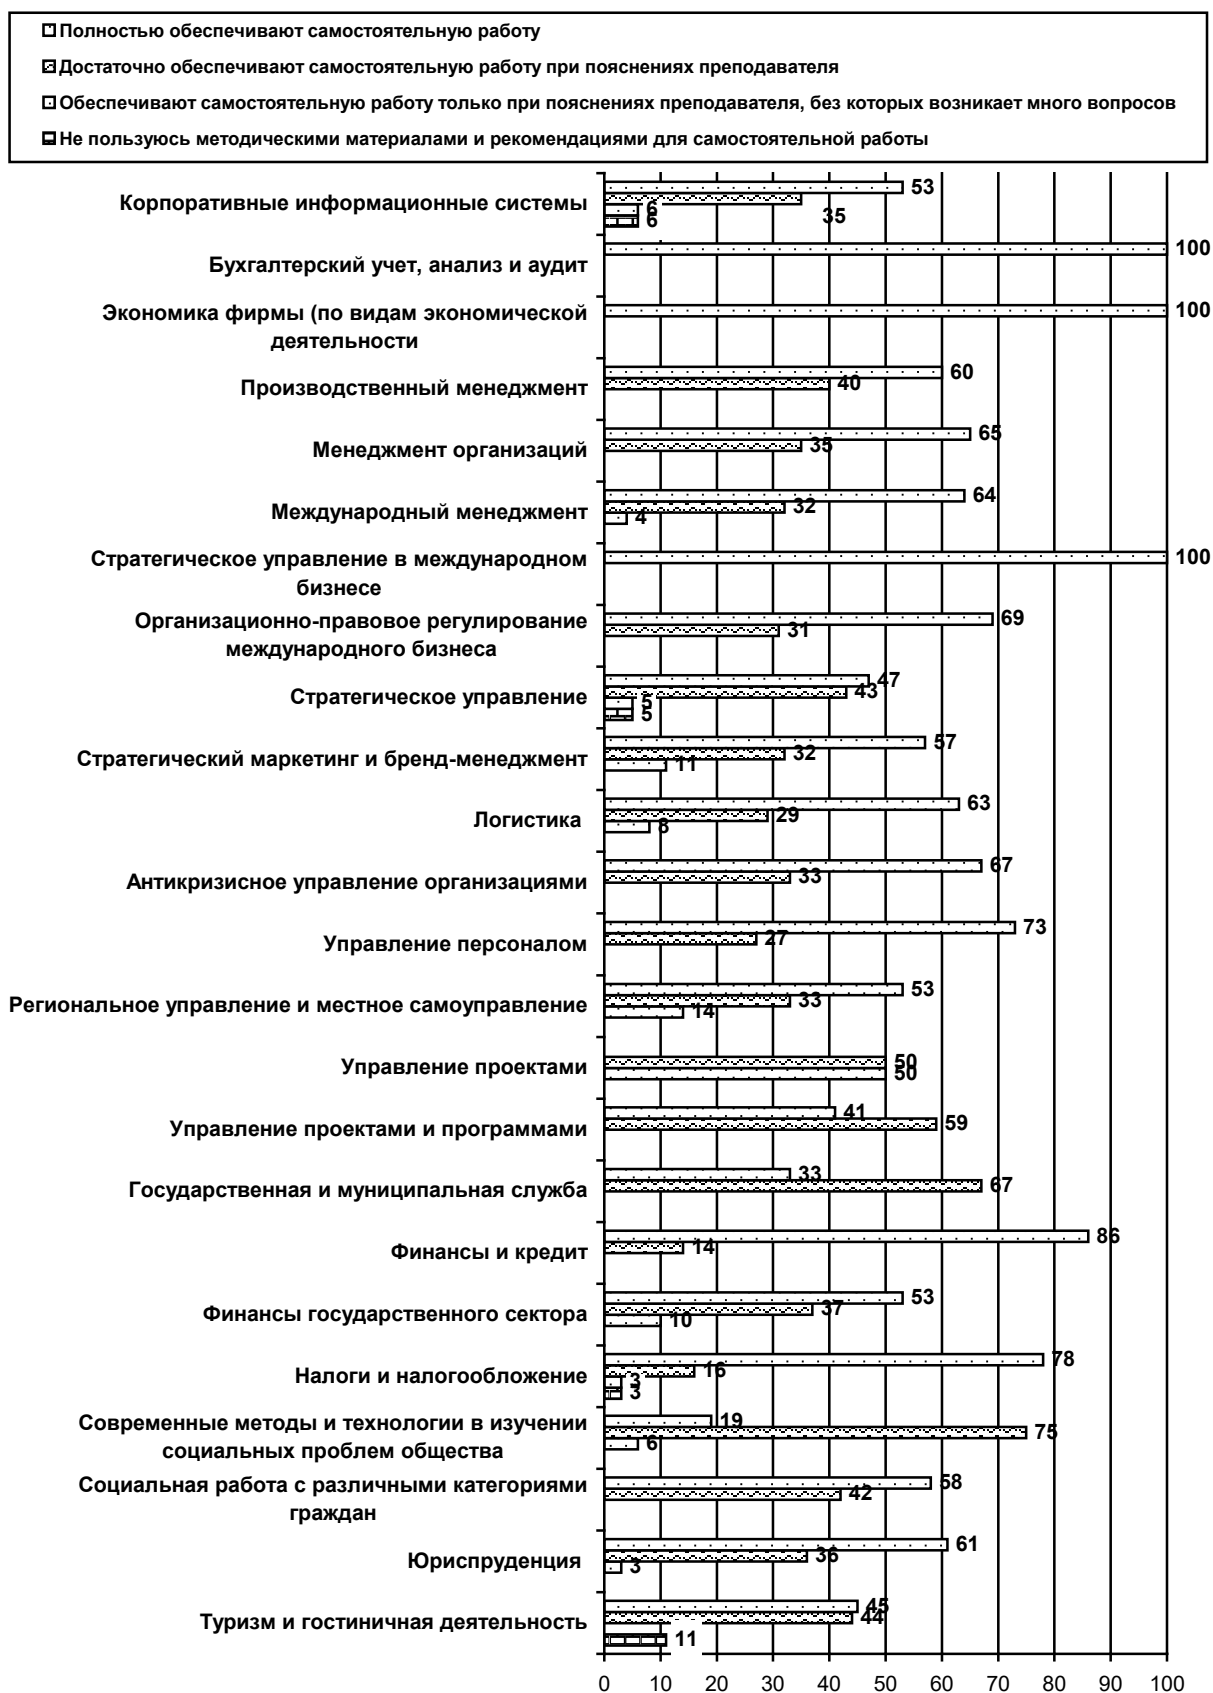 Полностью обеспечивают самостоятельную работу
Достаточно обеспечивают самостоятельную работу при пояснениях преподавателя
Обеспечивают самостоятельную работу только при пояснениях преподавателя, без которых возникает много вопросов
Не пользуюсь методическими материалами и рекомендациями для самостоятельной работы
Корпоративные информационные системы
53
35
6
6
Бухгалтерский учет, анализ и аудит
100
Экономика фирмы (по видам экономической
деятельности
100
Производственный менеджмент
60
40
Менеджмент организаций
65
35
Международный менеджмент
64
32
4
Стратегическое управление в международном
бизнесе
100
Организационно-правовое регулирование
международного бизнеса
69
31
Стратегическое управление
47
43
5
5
Стратегический маркетинг и бренд-менеджмент
57
32
11
Логистика
63
29
8
Антикризисное управление организациями
67
33
Управление персоналом
73
27
Региональное управление и местное самоуправление
53
33
14
Управление проектами
50
50
Управление проектами и программами
41
59
Государственная и муниципальная служба
33
67
Финансы и кредит
86
14
Финансы государственного сектора
53
37
10
Налоги и налогообложение
78
16
3
3
Современные методы и технологии в изучении
социальных проблем общества
19
75
6
Социальная работа с различными категориями
граждан
58
42
Юриспруденция
61
36
3
Туризм и гостиничная деятельность
45
44
11
0 10 20 30 40 50 60 70 80 90 100